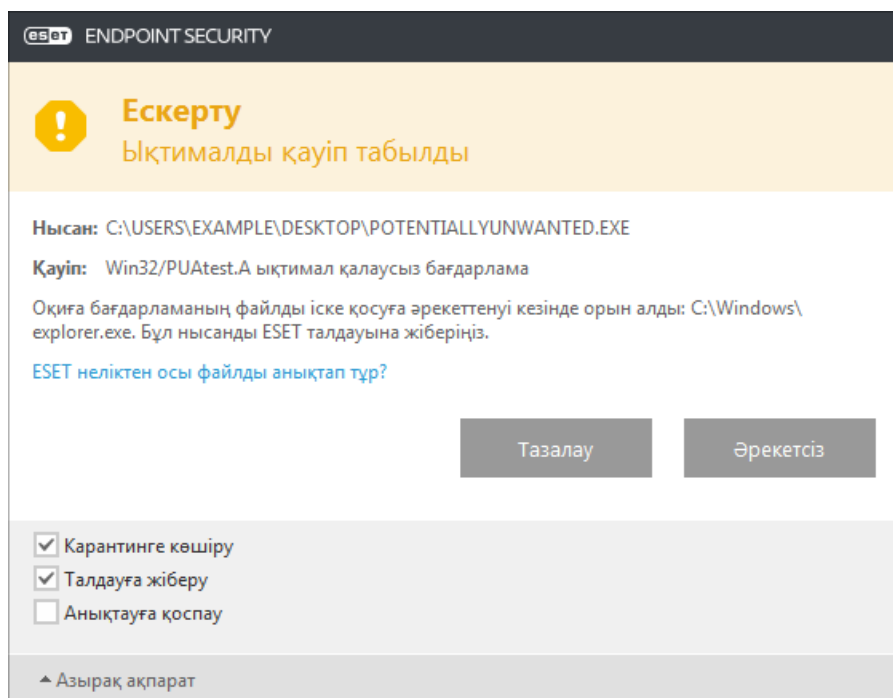 eset ENDPOINT SECURITY
Ескерту
Ықтималды қауіп табылды
Нысан: C:\USERS\EXAMPLE\DESKTOP\POTENTIALLYUNWANTED.EXE
Қауіп: Win32/PUAtest.A ықтимал қалаусыз бағдарлама
Оқиға бағдарламаның файлды іске қосуға әрекеттенуі кезінде орын алды: C:\Windows\
explorer.exe. Бұл нысанды ESET талдауына жіберіңіз.
ESET неліктен осы файлды анықтап тұр?
Тазалау Әрекетсіз
Карантинге көшіру
Талдауға жіберу
Анықтауға қоспау
Азырақ ақпарат